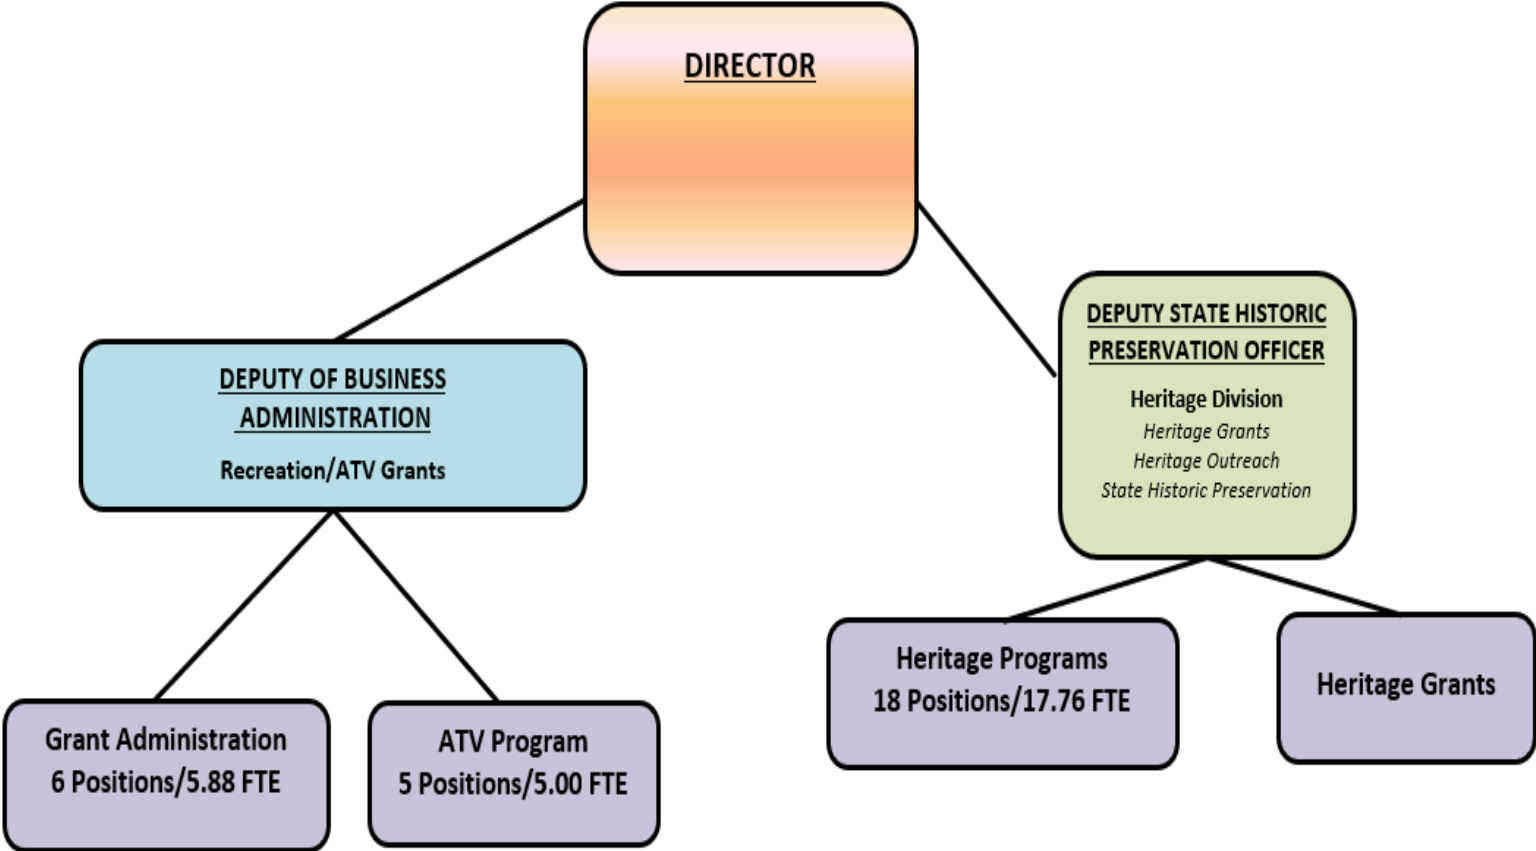 DIRECTOR
DEPUTY OF BUSINESS
ADMINISTRATION
Recreation/ATV Grants
DEPUTY STATE HISTORIC
PRESERVATION OFFICER
Heritage Division
Heritage Grants
Heritage Outreach
State Historic Preservation
Grant Administration
6 Positions/5.88 FTE
ATV Program
5 Positions/5.00 FTE
Heritage Programs
18 Positions/17.76 FTE
Heritage Grants